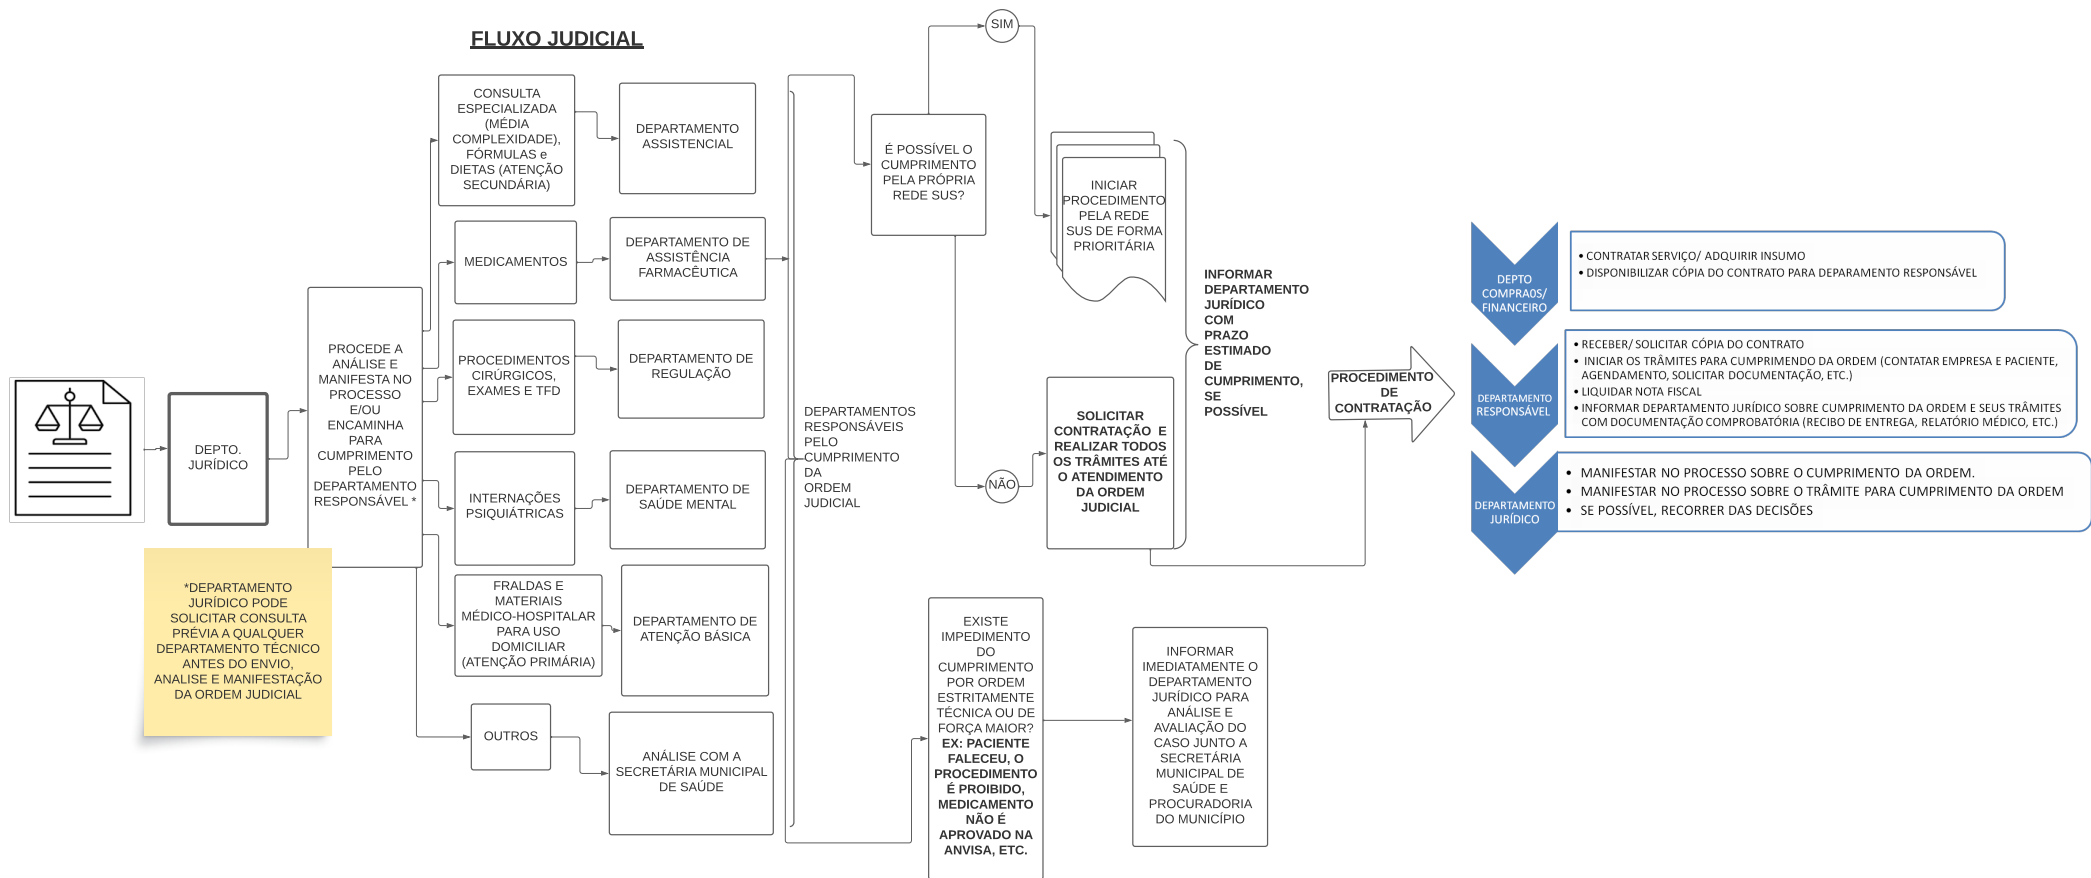 FLUXO JUDICIAL
DEPTO.
JURÍDICO
*DEPARTAMENTO
JURÍDICO PODE
SOLICITAR CONSULTA
PRÉVIA A QUALQUER
DEPARTAMENTO TÉCNICO
ANTES DO ENVIO,
ANALISE E MANIFESTAÇÃO
DA ORDEM JUDICIAL
PROCEDE A
ANÁLISE E
MANIFESTA NO
PROCESSO
E/OU
ENCAMINHA
PARA
CUMPRIMENTO
PELO
DEPARTAMENTO
RESPONSÁVEL *
CONSULTA
ESPECIALIZADA
(MÉDIA
COMPLEXIDADE),
FÓRMULAS e
DIETAS (ATENÇÃO
SECUNDÁRIA)
DEPARTAMENTO
ASSISTENCIAL
MEDICAMENTOS
DEPARTAMENTO DE
ASSISTÊNCIA
FARMACÊUTICA
PROCEDIMENTOS
CIRÚRGICOS,
EXAMES E TFD
DEPARTAMENTO DE
REGULAÇÃO
INTERNAÇÕES
PSIQUIÁTRICAS
DEPARTAMENTO DE
SAÚDE MENTAL
FRALDAS E
MATERIAIS
MÉDICO-HOSPITALAR
PARA USO
DOMICILIAR
(ATENÇÃO PRIMÁRIA)
DEPARTAMENTO DE
ATENÇÃO BÁSICA
OUTROS
ANÁLISE COM A
SECRETÁRIA MUNICIPAL
DE SAÚDE
DEPARTAMENTOS
RESPONSÁVEIS
PELO
CUMPRIMENTO
DA
ORDEM
JUDICIAL
É POSSÍVEL O
CUMPRIMENTO
PELA PRÓPRIA
REDE SUS?
SIM
NÃO
INICIAR
PROCEDIMENTO
PELA REDE
SUS DE FORMA
PRIORITÁRIA
SOLICITAR
CONTRATAÇÃO E
REALIZAR TODOS
OS TRÂMITES ATÉ
O ATENDIMENTO
DA ORDEM
JUDICIAL
INFORMAR
DEPARTAMENTO
JURÍDICO
COM
PRAZO
ESTIMADO
DE
CUMPRIMENTO,
SE
POSSÍVEL
EXISTE
IMPEDIMENTO
DO
CUMPRIMENTO
POR ORDEM
ESTRITAMENTE
TÉCNICA OU DE
FORÇA MAIOR?
EX: PACIENTE
FALECEU, O
PROCEDIMENTO
É PROIBIDO,
MEDICAMENTO
NÃO É
APROVADO NA
ANVISA, ETC.
INFORMAR
IMEDIATAMENTE O
DEPARTAMENTO
JURÍDICO PARA
ANÁLISE E
AVALIAÇÃO DO
CASO JUNTO A
SECRETÁRIA
MUNICIPAL DE
SAÚDE E
PROCURADORIA
DO MUNICÍPIO
PROCEDIMENTO
DE
CONTRATAÇÃO
DEPTO
COMPRA0S/
FINANCEIRO
• CONTRATAR SERVIÇO/ ADQUIRIR INSUMO
• DISPONIBILIZAR CÓPIA DO CONTRATO PARA DEPARAMENTO RESPONSÁVEL
DEPARTAMENTO
RESPONSÁVEL
• RECEBER/ SOLICITAR CÓPIA DO CONTRATO
• INICIAR OS TRÂMITES PARA CUMPRIMENDO DA ORDEM (CONTATAR EMPRESA E PACIENTE,
AGENDAMENTO, SOLICITAR DOCUMENTAÇÃO, ETC.)
• LIQUIDAR NOTA FISCAL
• INFORMAR DEPARTAMENTO JURÍDICO SOBRE CUMPRIMENTO DA ORDEM E SEUS TRÂMITES
COM DOCUMENTAÇÃO COMPROBATÓRIA (RECIBO DE ENTREGA, RELATÓRIO MÉDICO, ETC.)
DEPARTAMENTO
JURÍDICO
• MANIFESTAR NO PROCESSO SOBRE O CUMPRIMENTO DA ORDEM.
• MANIFESTAR NO PROCESSO SOBRE O TRÂMITE PARA CUMPRIMENTO DA ORDEM
• SE POSSÍVEL, RECORRER DAS DECISÕES